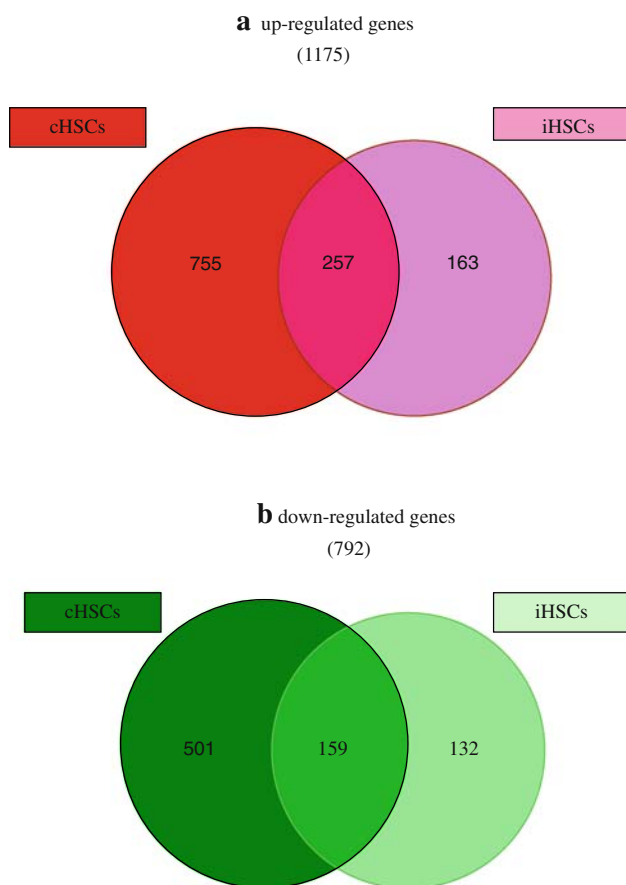 a up-regulated genes
(1175)
cHSCs
iHSCs
755
257
163
b down-regulated genes
(792)
cHSCs
iHSCs
501
159
132